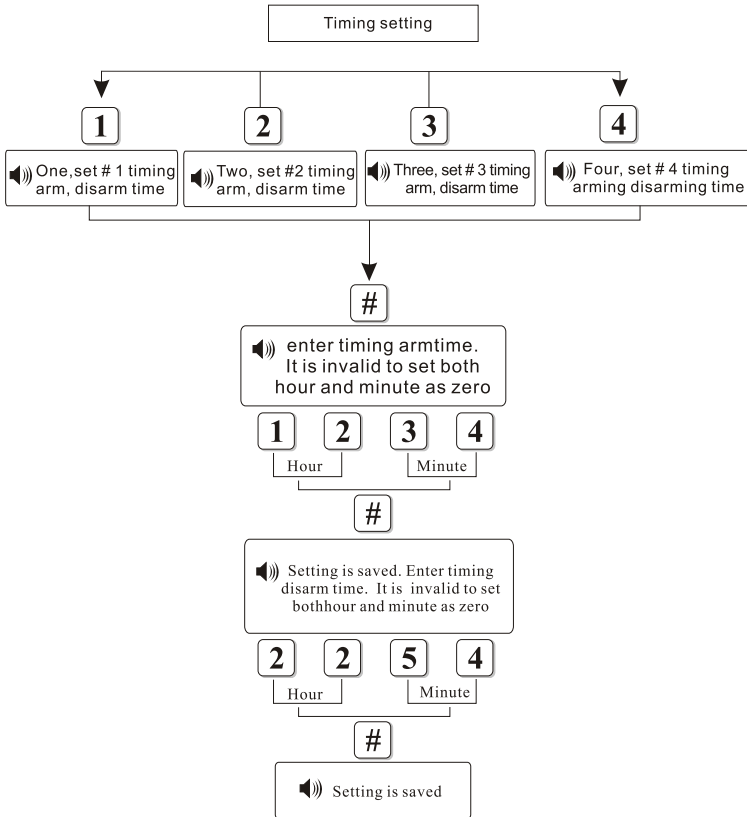 Timing setting
1
2
3
4
One,set # 1 timing
arm, disarm time
Two, set #2 timing
arm, disarm time
Three, set # 3 timing
arm, disarm time
Four, set # 4 timing
arming disarming time
#
enter timing armtime.
It is invalid to set both
hour and minute as zero
1 2 3 4
Hour Minute
#
Setting is saved. Enter timing
disarm time. It is invalid to set
bothhour and minute as zero
2 2 5 4
Hour Minute
#
Setting is saved